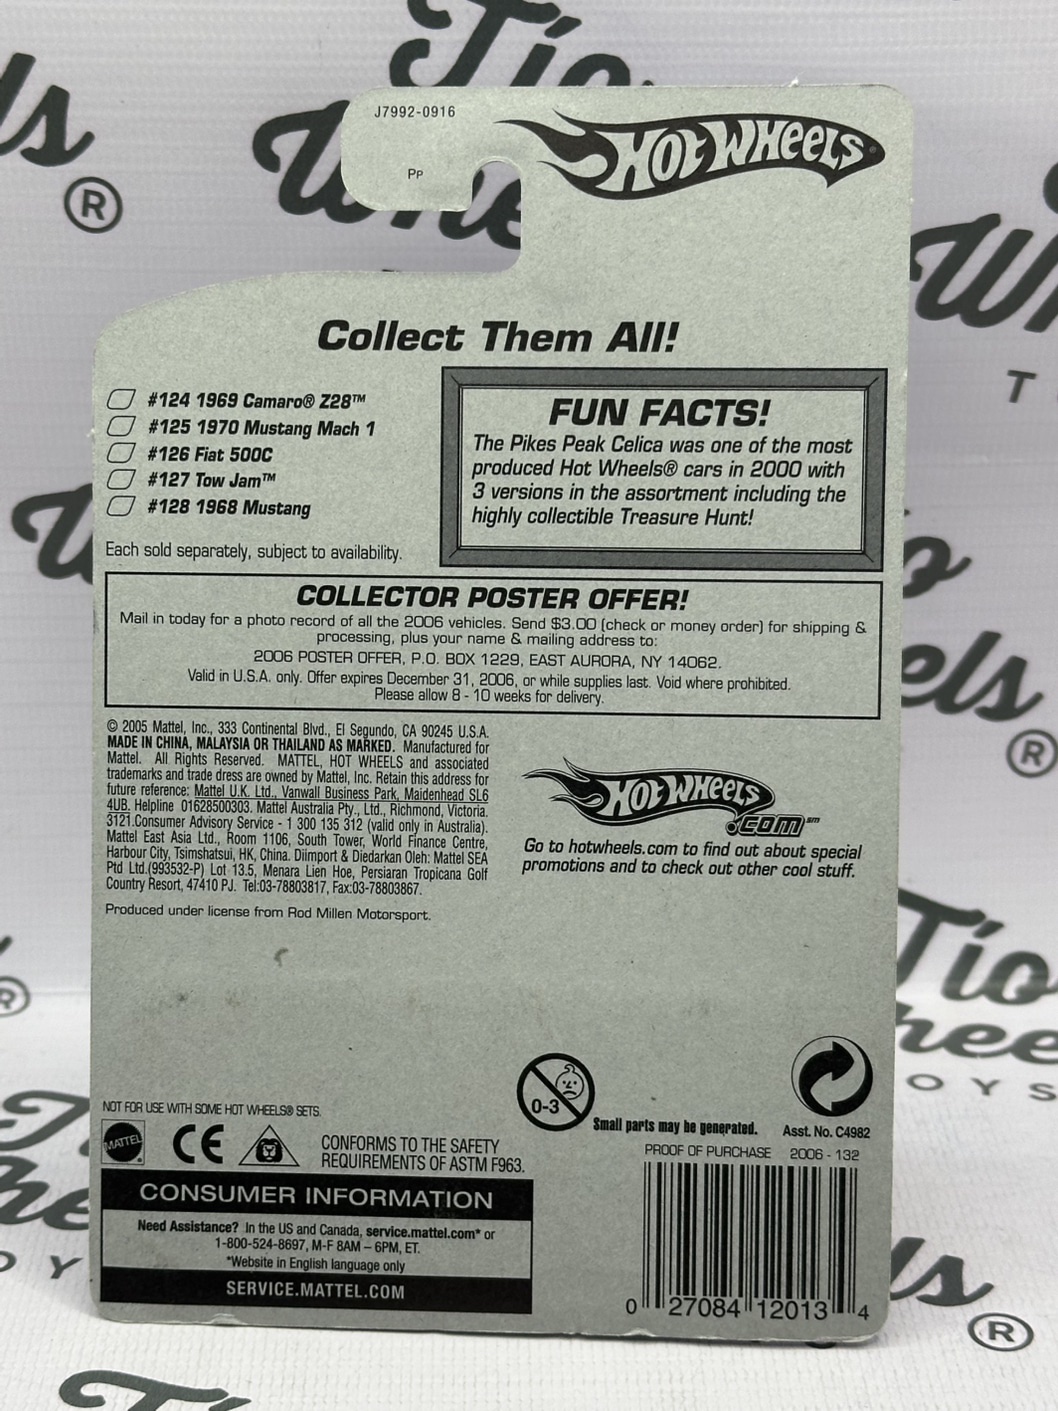 J7992-0916
PP
HOT WHEELS
Collect Them All!
#124 1969 Camaro® Z28™
#125 1970 Mustang Mach 1
#126 Fiat 500C
#127 Tow Jam™
#128 1968 Mustang
Each sold separately, subject to availability.
FUN FACTS!
The Pikes Peak Celica was one of the most
produced Hot Wheels® cars in 2000 with
3 versions in the assortment including the
highly collectible Treasure Hunt!
COLLECTOR POSTER OFFER!
Mail in today for a photo record of all the 2006 vehicles. Send $3.00 (check or money order) for shipping &
processing, plus your name & mailing address to:
2006 POSTER OFFER, P.O. BOX 1229, EAST AURORA, NY 14062.
Valid in U.S.A. only. Offer expires December 31, 2006, or while supplies last. Void where prohibited.
Please allow 8 - 10 weeks for delivery.
© 2005 Mattel, Inc., 333 Continental Blvd., El Segundo, CA 90245 U.S.A.
MADE IN CHINA, MALAYSIA OR THAILAND AS MARKED. Manufactured for
Mattel. All Rights Reserved. MATTEL, HOT WHEELS and associated
trademarks and trade dress are owned by Mattel, Inc. Retain this address for
future reference: Mattel U.K. Ltd., Vanwall Business Park, Maidenhead SL6
4UB. Helpline 01628500303. Mattel Australia Pty., Ltd., Richmond, Victoria.
3121.Consumer Advisory Service - 1 300 135 312 (valid only in Australia).
Mattel East Asia Ltd., Room 1106, South Tower, World Finance Centre,
Harbour City, Tsimshatsui, HK, China. Diimport & Diedarkan Oleh: Mattel SEA
Ptd Ltd.(993532-P) Lot 13.5, Menara Lien Hoe, Persiaran Tropicana Golf
Country Resort, 47410 PJ. Tel:03-78803817, Fax:03-78803867.
Produced under license from Rod Millen Motorsport.
HOT WHEELS
.COM℠
Go to hotwheels.com to find out about special
promotions and to check out other cool stuff.
NOT FOR USE WITH SOME HOT WHEELS® SETS.
MATTEL
CE
CONFORMS TO THE SAFETY
REQUIREMENTS OF ASTM F963.
0-3
Small parts may be generated.
Asst. No. C4982
PROOF OF PURCHASE 2006 - 132
CONSUMER INFORMATION
Need Assistance? In the US and Canada, service.mattel.com* or
1-800-524-8697, M-F 8AM – 6PM, ET.
*Website in English language only
SERVICE.MATTEL.COM
0 27084 12013 4